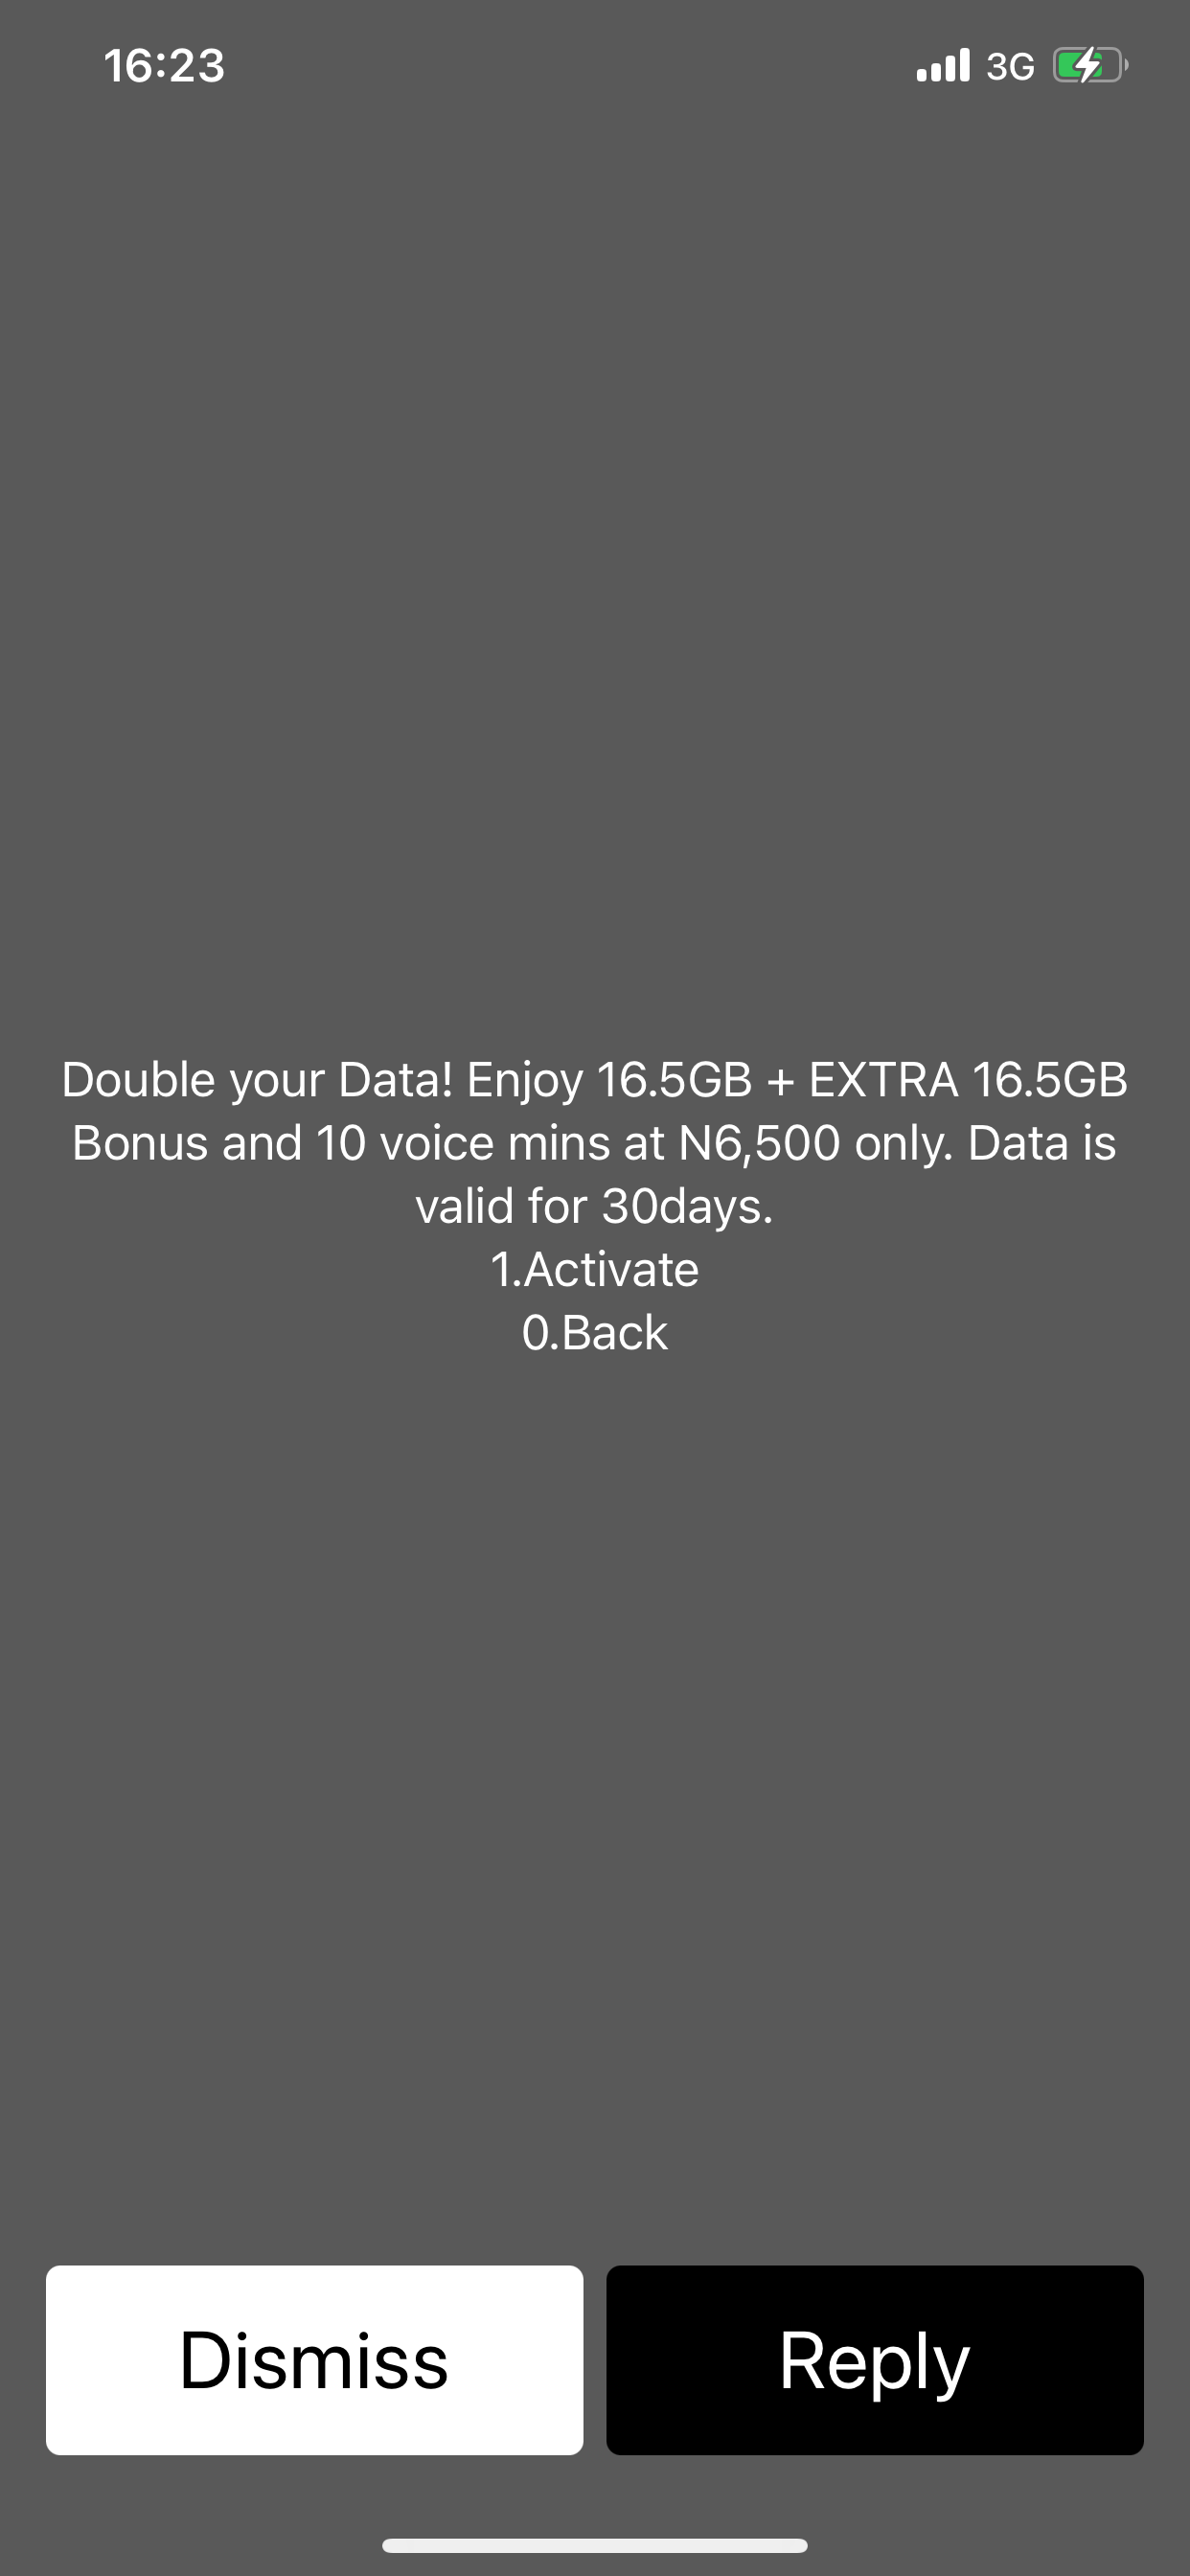 16:23
3G
Double your Data! Enjoy 16.5GB + EXTRA 16.5GB
Bonus and 10 voice mins at N6,500 only. Data is
valid for 30days.
1.Activate
0.Back
Dismiss
Reply